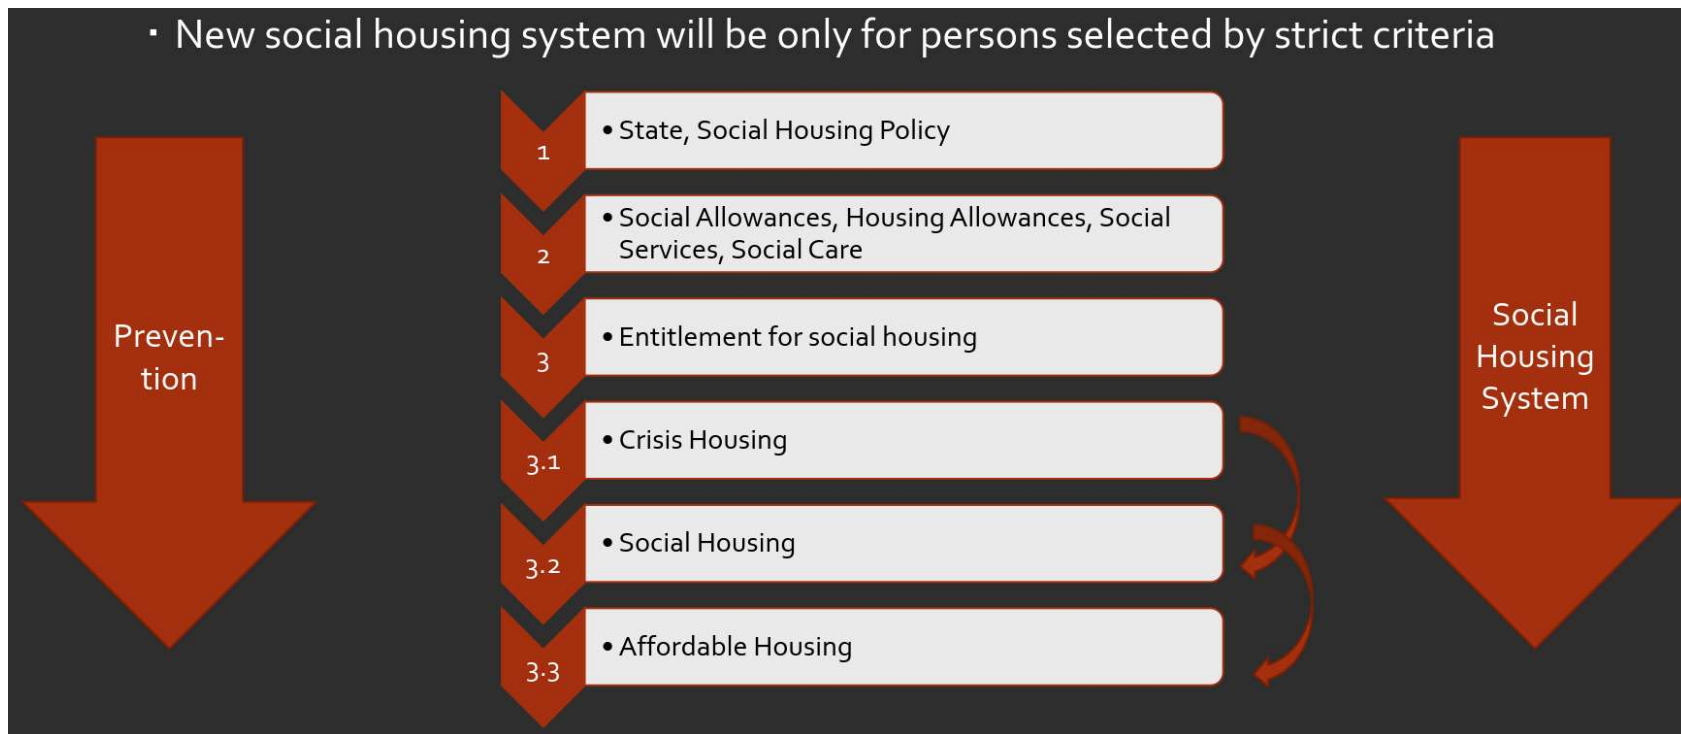 ▪ New social housing system will be only for persons selected by strict criteria
1
• State, Social Housing Policy
2
• Social Allowances, Housing Allowances, Social
Services, Social Care
3
• Entitlement for social housing
3.1
• Crisis Housing
3.2
• Social Housing
3.3
• Affordable Housing
Preven-
tion
Social
Housing
System